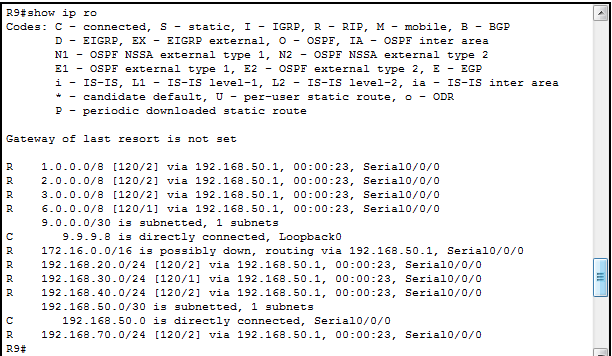 R9#show ip ro
Codes: C - connected, S - static, I - IGRP, R - RIP, M - mobile, B - BGP
       D - EIGRP, EX - EIGRP external, O - OSPF, IA - OSPF inter area
       N1 - OSPF NSSA external type 1, N2 - OSPF NSSA external type 2
       E1 - OSPF external type 1, E2 - OSPF external type 2, E - EGP
       i - IS-IS, L1 - IS-IS level-1, L2 - IS-IS level-2, ia - IS-IS inter area
       * - candidate default, U - per-user static route, o - ODR
       P - periodic downloaded static route

Gateway of last resort is not set

R    1.0.0.0/8 [120/2] via 192.168.50.1, 00:00:23, Serial0/0/0
R    2.0.0.0/8 [120/2] via 192.168.50.1, 00:00:23, Serial0/0/0
R    3.0.0.0/8 [120/2] via 192.168.50.1, 00:00:23, Serial0/0/0
R    6.0.0.0/8 [120/1] via 192.168.50.1, 00:00:23, Serial0/0/0
     9.0.0.0/30 is subnetted, 1 subnets
C       9.9.9.8 is directly connected, Loopback0
R    172.16.0.0/16 is possibly down, routing via 192.168.50.1, Serial0/0/0
R    192.168.20.0/24 [120/2] via 192.168.50.1, 00:00:23, Serial0/0/0
R    192.168.30.0/24 [120/1] via 192.168.50.1, 00:00:23, Serial0/0/0
R    192.168.40.0/24 [120/2] via 192.168.50.1, 00:00:23, Serial0/0/0
     192.168.50.0/30 is subnetted, 1 subnets
C       192.168.50.0 is directly connected, Serial0/0/0
R    192.168.70.0/24 [120/2] via 192.168.50.1, 00:00:23, Serial0/0/0
R9#